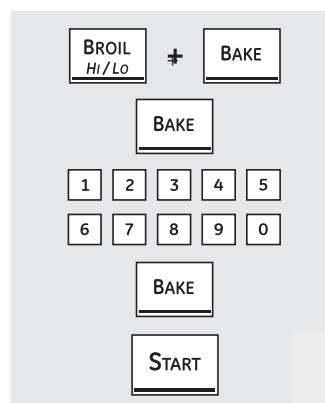 BROIL + BAKE
HI/LO
BAKE
1 2 3 4 5
6 7 8 9 0
BAKE
START